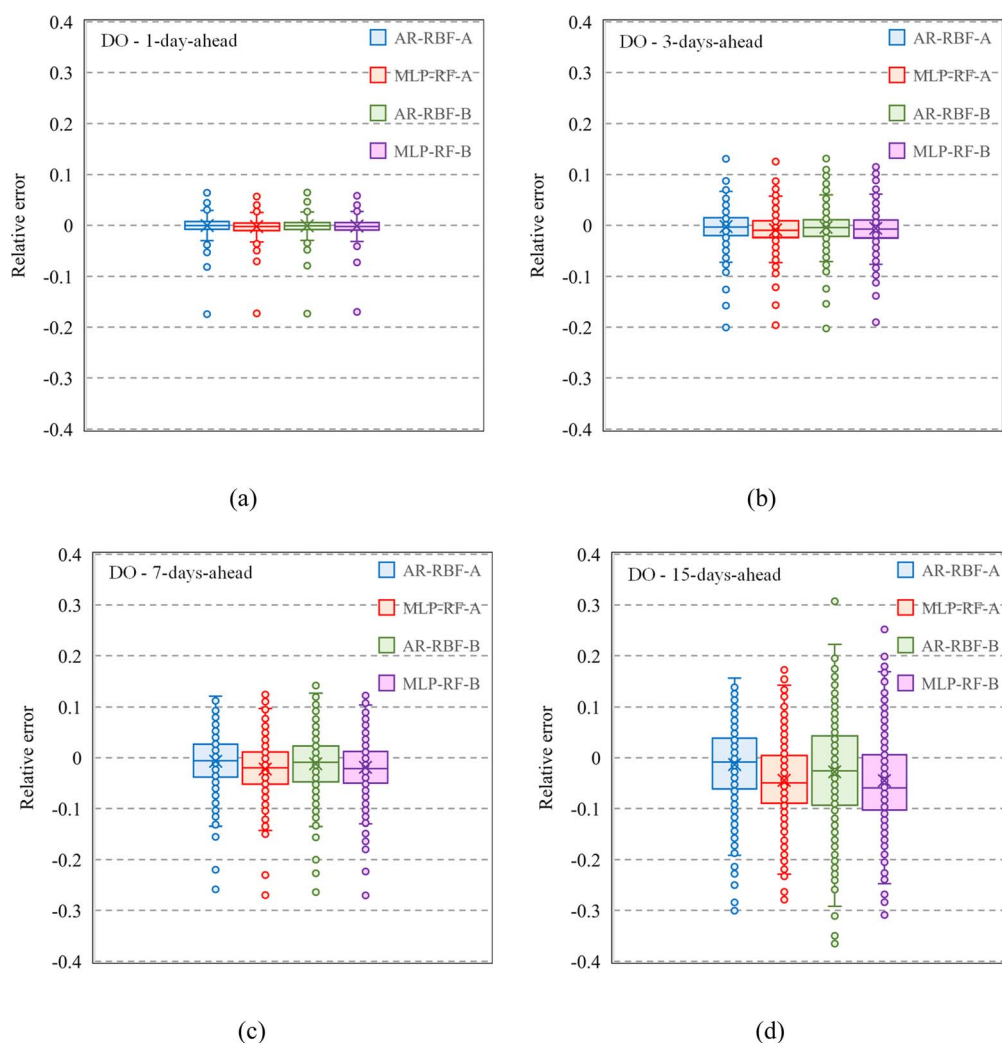 DO - 1-day-ahead
AR-RBF-A
MLP-RF-A
AR-RBF-B
MLP-RF-B
Relative error
0.4
0.3
0.2
0.1
0
-0.1
-0.2
-0.3
-0.4
(a)
DO - 3-days-ahead
AR-RBF-A
MLP-RF-A
AR-RBF-B
MLP-RF-B
Relative error
0.4
0.3
0.2
0.1
0
-0.1
-0.2
-0.3
-0.4
(b)
DO - 7-days-ahead
AR-RBF-A
MLP-RF-A
AR-RBF-B
MLP-RF-B
Relative error
0.4
0.3
0.2
0.1
0
-0.1
-0.2
-0.3
-0.4
(c)
DO - 15-days-ahead
AR-RBF-A
MLP-RF-A
AR-RBF-B
MLP-RF-B
Relative error
0.4
0.3
0.2
0.1
0
-0.1
-0.2
-0.3
-0.4
(d)